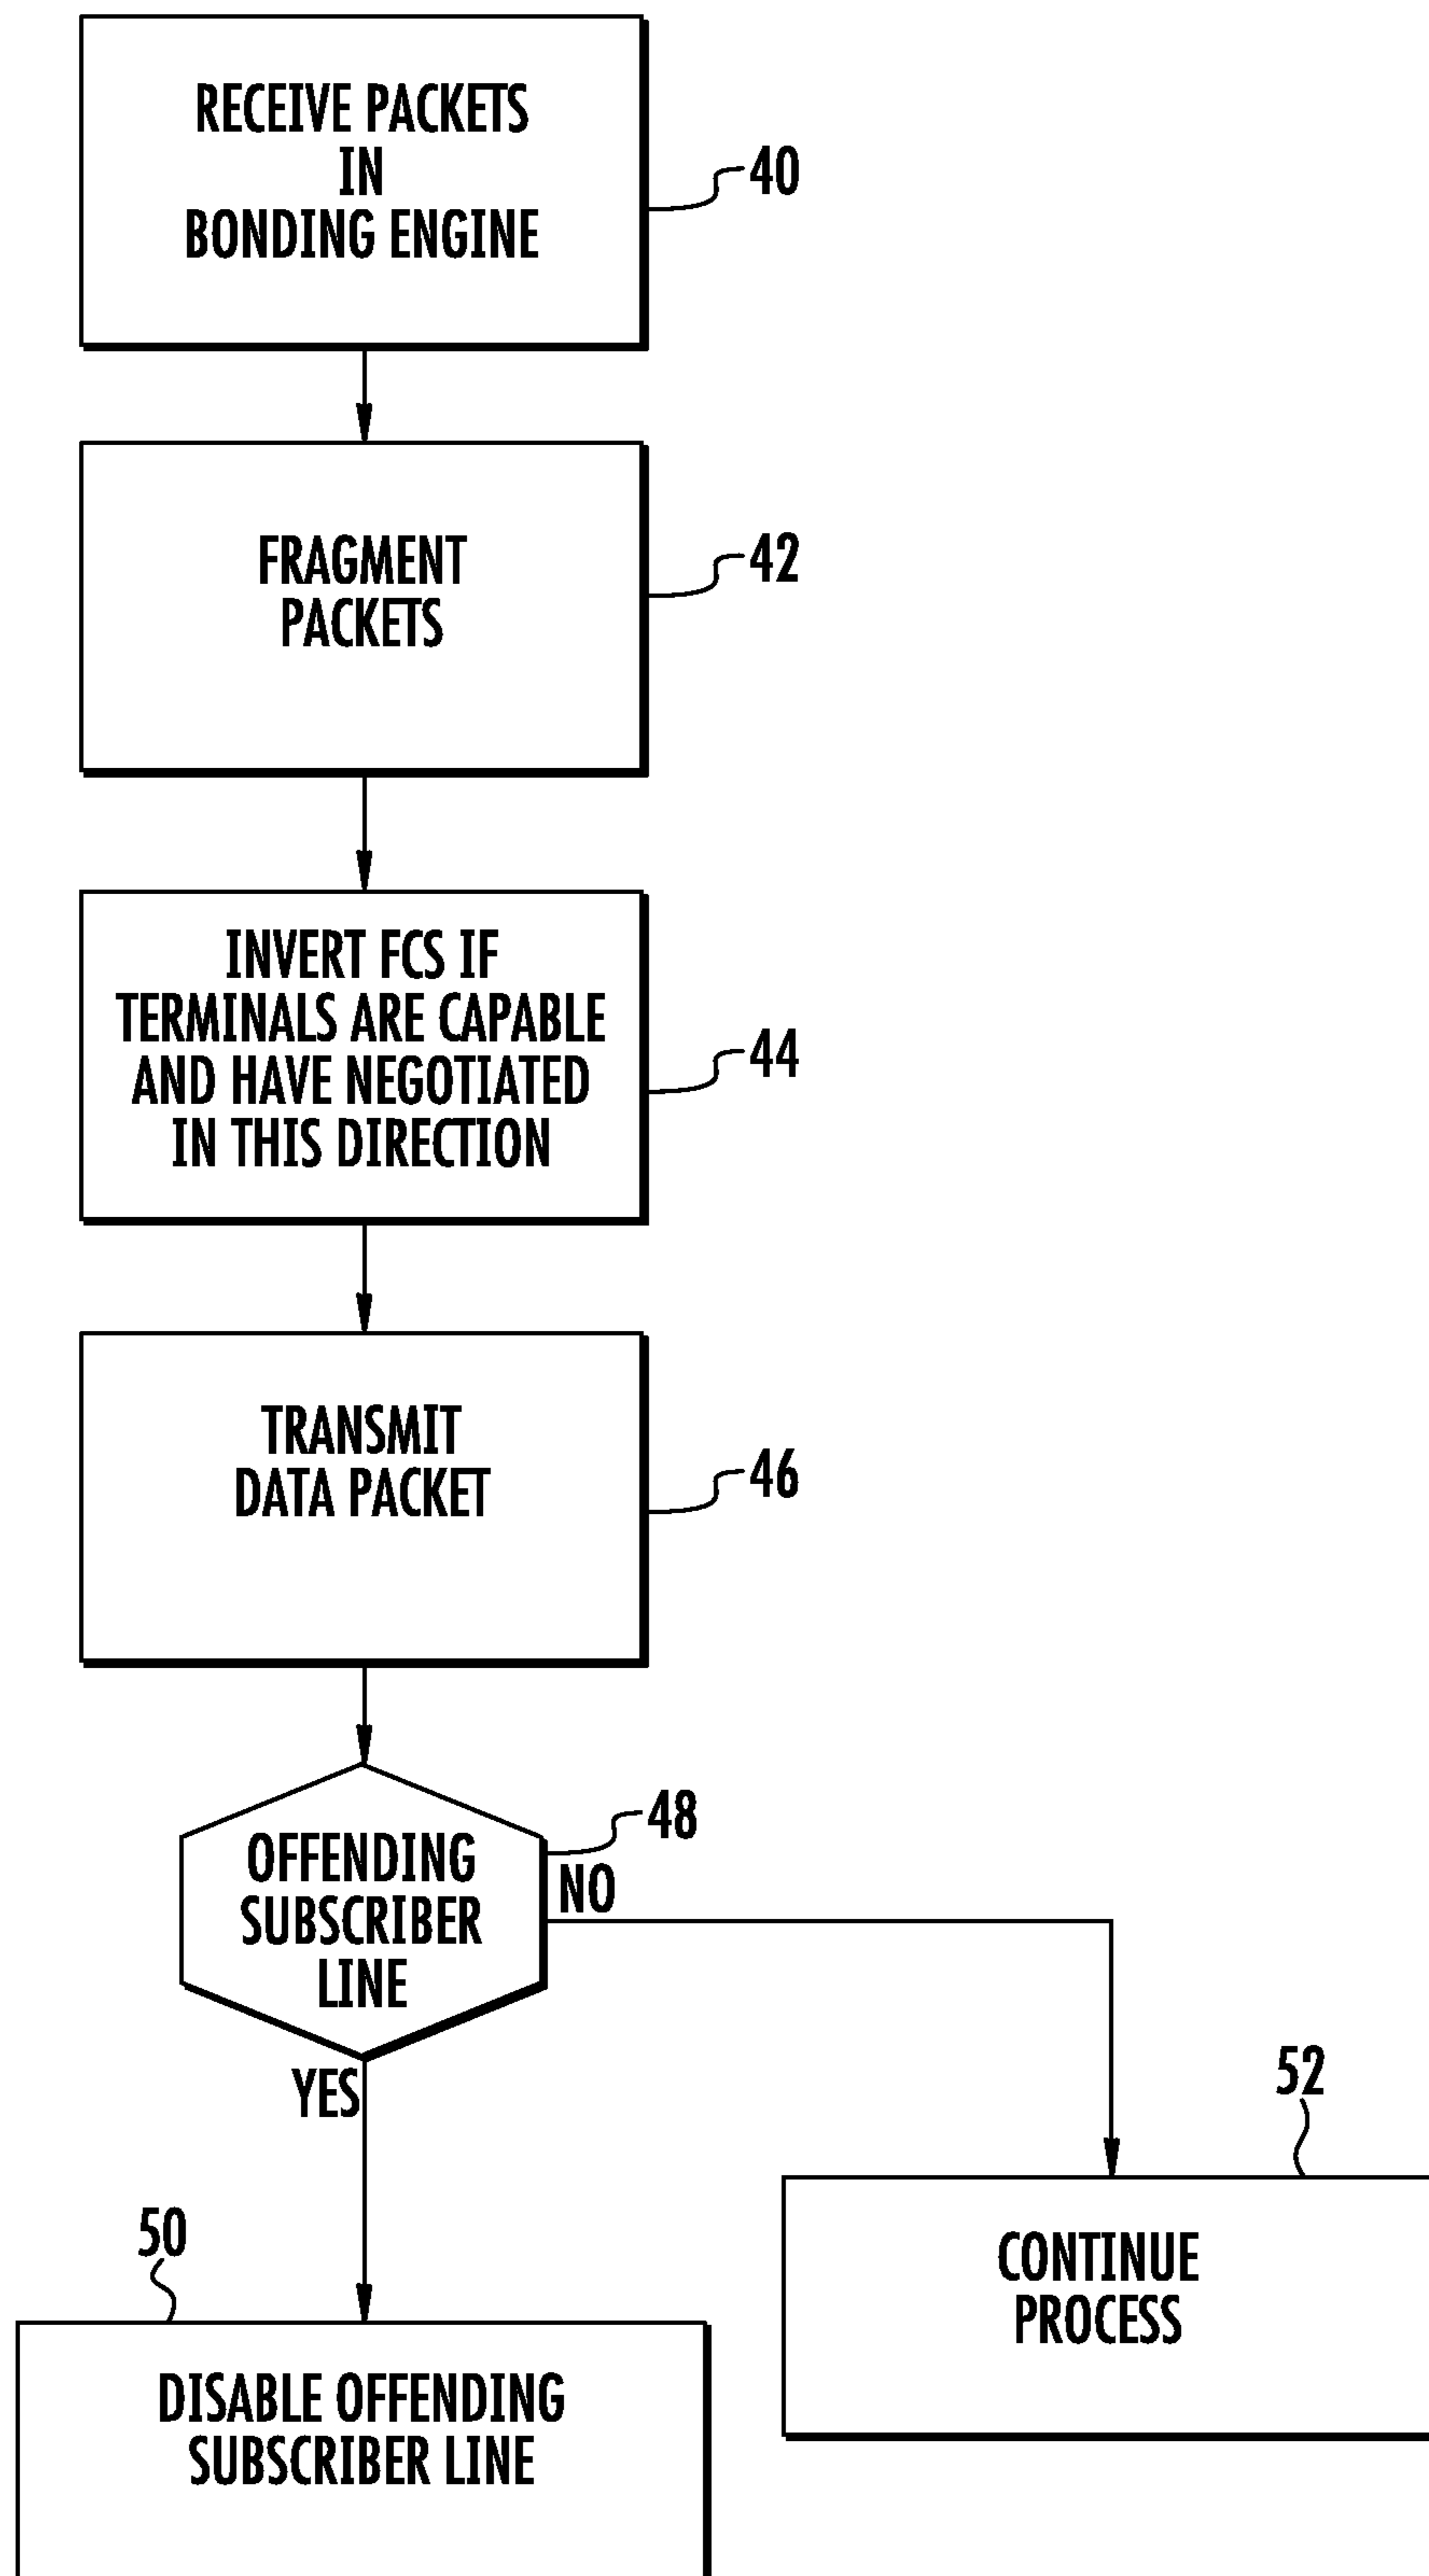 RECEIVE PACKETS
IN
BONDING ENGINE
40
FRAGMENT
PACKETS
42
INVERT FCS IF
TERMINALS ARE CAPABLE
AND HAVE NEGOTIATED
IN THIS DIRECTION
44
TRANSMIT
DATA PACKET
46
OFFENDING
SUBSCRIBER
LINE
48
NO
YES
52
CONTINUE
PROCESS
50
DISABLE OFFENDING
SUBSCRIBER LINE